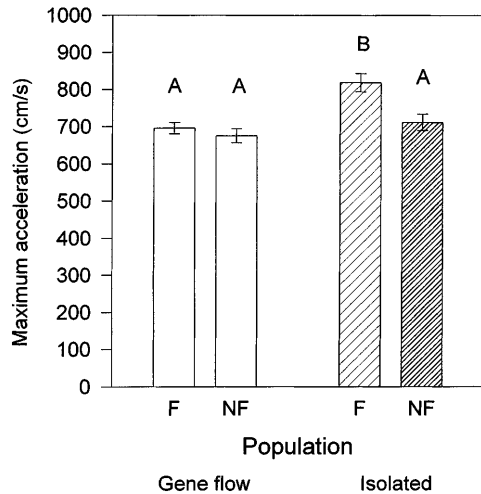 Maximum acceleration (cm/s)
1000
900
800
700
600
500
400
300
200
100
0
A A B A
F NF F NF
Population
Gene flow Isolated